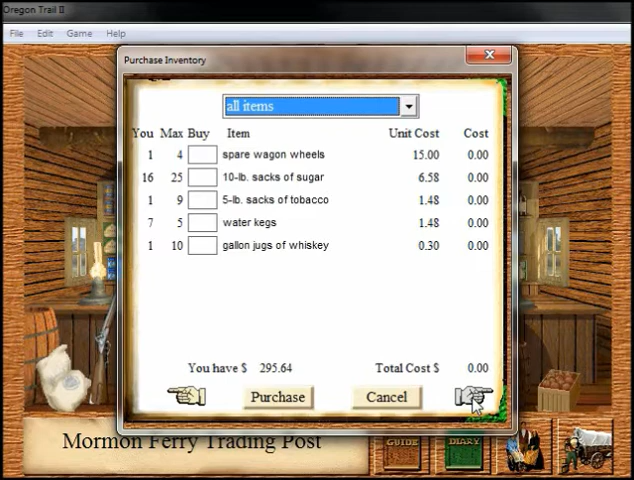 Oregon Trail II
File Edit Game Help
Purchase Inventory
all items
You Max Buy Item Unit Cost Cost
1 4 spare wagon wheels 15.00 0.00
16 25 10-lb. sacks of sugar 6.58 0.00
1 9 5-lb. sacks of tobacco 1.48 0.00
7 5 water kegs 1.48 0.00
1 10 gallon jugs of whiskey 0.30 0.00
You have $ 295.64 Total Cost $ 0.00
Purchase Cancel
Mormon Ferry Trading Post
GUIDE DIARY